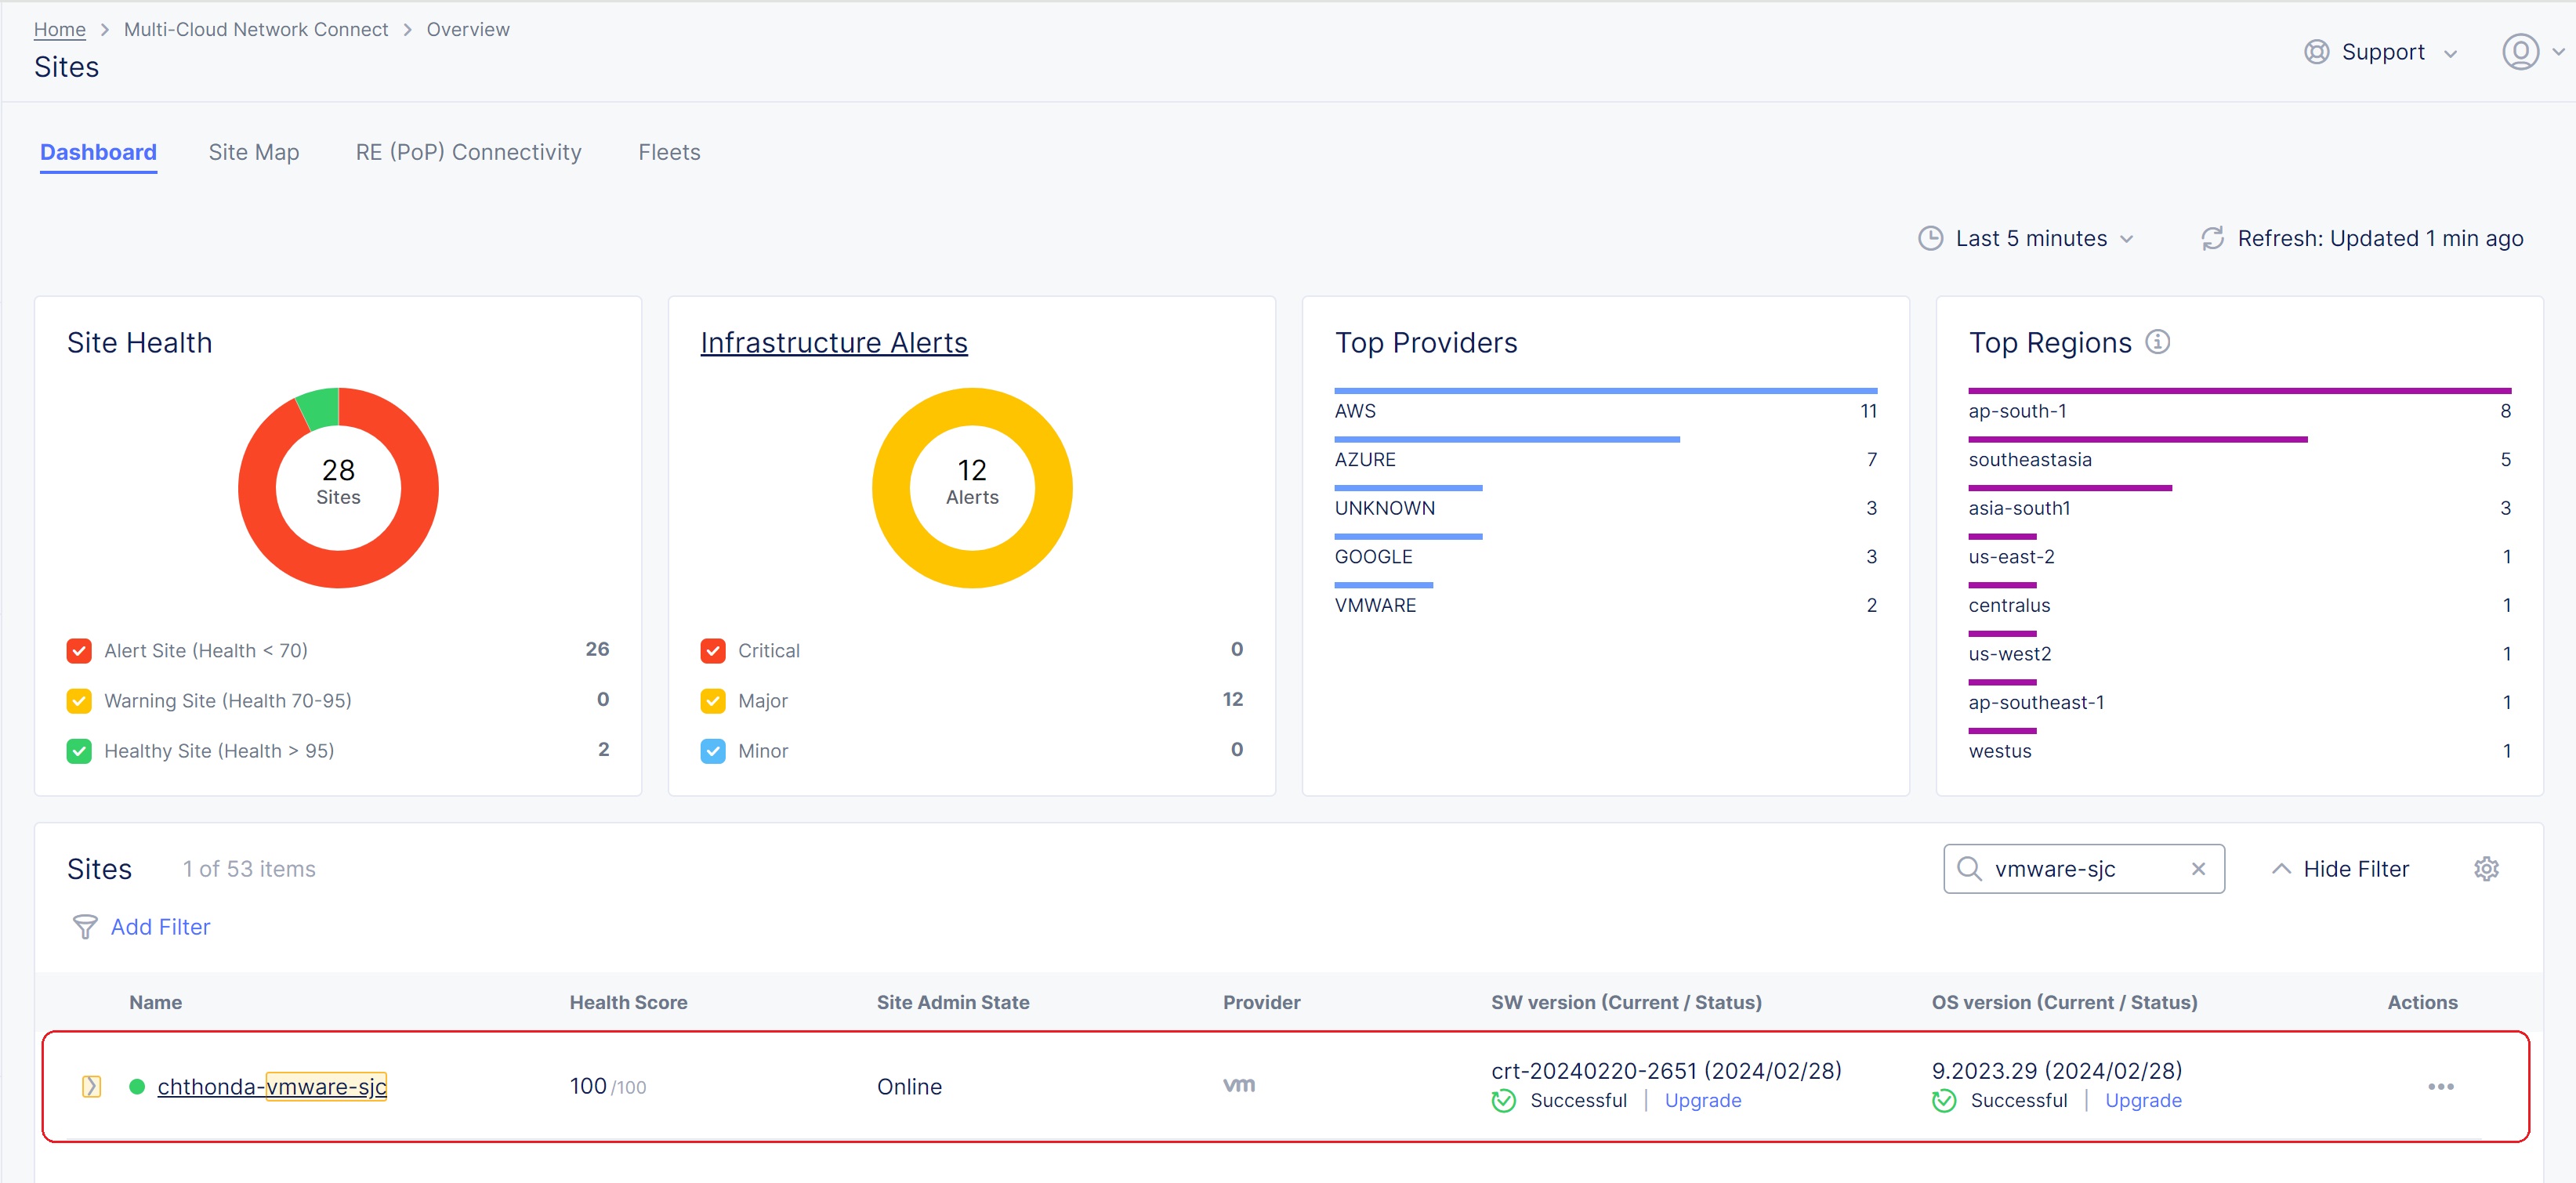 Home > Multi-Cloud Network Connect > Overview
Sites
Support
Dashboard
Site Map
RE (PoP) Connectivity
Fleets
Last 5 minutes
Refresh: Updated 1 min ago
Site Health
28
Sites
Alert Site (Health < 70) 26
Warning Site (Health 70-95) 0
Healthy Site (Health > 95) 2
Infrastructure Alerts
12
Alerts
Critical 0
Major 12
Minor 0
Top Providers
AWS 11
AZURE 7
UNKNOWN 3
GOOGLE 3
VMWARE 2
Top Regions
ap-south-1 8
southeastasia 5
asia-south1 3
us-east-2 1
centralus 1
us-west2 1
ap-southeast-1 1
westus 1
Sites 1 of 53 items
vmware-sjc
Hide Filter
Add Filter
Name Health Score Site Admin State Provider SW version (Current / Status) OS version (Current / Status) Actions
chthonda-vmware-sjc 100 /100 Online vm
crt-20240220-2651 (2024/02/28)
Successful | Upgrade
9.2023.29 (2024/02/28)
Successful | Upgrade